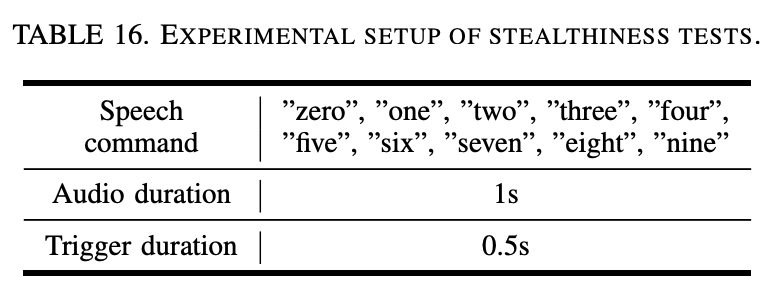 TABLE 16. EXPERIMENTAL SETUP OF STEALTHINESS TESTS.
Speech command
”zero”, ”one”, ”two”, ”three”, ”four”,
”five”, ”six”, ”seven”, ”eight”, ”nine”
Audio duration 1s
Trigger duration 0.5s